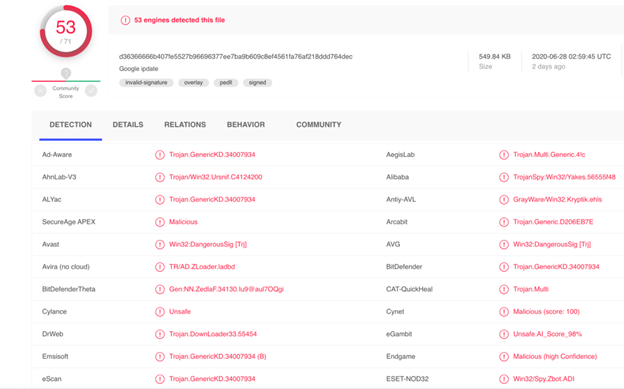 53
/ 71
53 engines detected this file
Community
Score
d36366666b407fe5527b96696377ee7ba9b609c8ef4561fa76af218ddd764dec
Google ipdate
invalid-signature overlay pedll signed
549.84 KB
Size
2020-06-28 02:59:45 UTC
2 days ago
DETECTION DETAILS RELATIONS BEHAVIOR COMMUNITY
Ad-Aware Trojan.GenericKD.34007934 AegisLab Trojan.Multi.Generic.4!c
AhnLab-V3 Trojan/Win32.Ursnif.C4124200 Alibaba TrojanSpy:Win32/Yakes.56555f48
ALYac Trojan.GenericKD.34007934 Antiy-AVL GrayWare/Win32.Kryptik.ehls
SecureAge APEX Malicious Arcabit Trojan.Generic.D206EB7E
Avast Win32:DangerousSig [Trj] AVG Win32:DangerousSig [Trj]
Avira (no cloud) TR/AD.ZLoader.ladbd BitDefender Trojan.GenericKD.34007934
BitDefenderTheta Gen:NN.ZedlaF.34130.lu9@aul7OQgi CAT-QuickHeal Trojan.Multi
Cylance Unsafe Cynet Malicious (score: 100)
DrWeb Trojan.DownLoader33.55454 eGambit Unsafe.AI_Score_98%
Emsisoft Trojan.GenericKD.34007934 (B) Endgame Malicious (high Confidence)
eScan Trojan.GenericKD.34007934 ESET-NOD32 Win32/Spy.Zbot.ADI